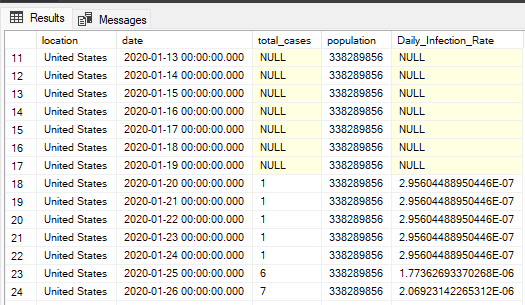 Results Messages
location date total_cases population Daily_Infection_Rate
11 United States 2020-01-13 00:00:00.000 NULL 338289856 NULL
12 United States 2020-01-14 00:00:00.000 NULL 338289856 NULL
13 United States 2020-01-15 00:00:00.000 NULL 338289856 NULL
14 United States 2020-01-16 00:00:00.000 NULL 338289856 NULL
15 United States 2020-01-17 00:00:00.000 NULL 338289856 NULL
16 United States 2020-01-18 00:00:00.000 NULL 338289856 NULL
17 United States 2020-01-19 00:00:00.000 NULL 338289856 NULL
18 United States 2020-01-20 00:00:00.000 1 338289856 2.95604488950446E-07
19 United States 2020-01-21 00:00:00.000 1 338289856 2.95604488950446E-07
20 United States 2020-01-22 00:00:00.000 1 338289856 2.95604488950446E-07
21 United States 2020-01-23 00:00:00.000 1 338289856 2.95604488950446E-07
22 United States 2020-01-24 00:00:00.000 1 338289856 2.95604488950446E-07
23 United States 2020-01-25 00:00:00.000 6 338289856 1.77362693370268E-06
24 United States 2020-01-26 00:00:00.000 7 338289856 2.06923142265312E-06